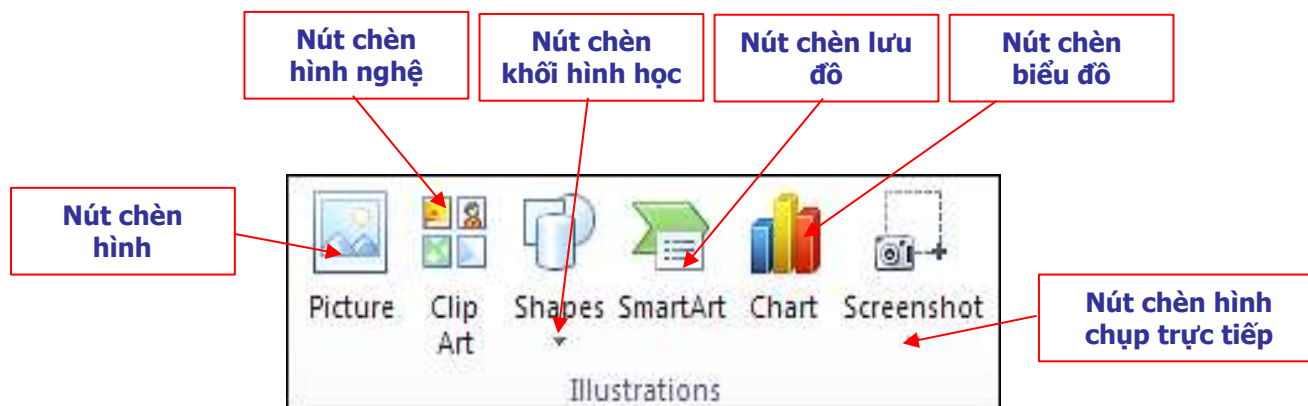 Nút chèn
hình nghệ
Nút chèn
khối hình học
Nút chèn lưu
đồ
Nút chèn
biểu đồ
Nút chèn
hình
Picture
Clip
Art
Shapes
SmartArt
Chart
Screenshot
Nút chèn hình
chụp trực tiếp
Illustrations